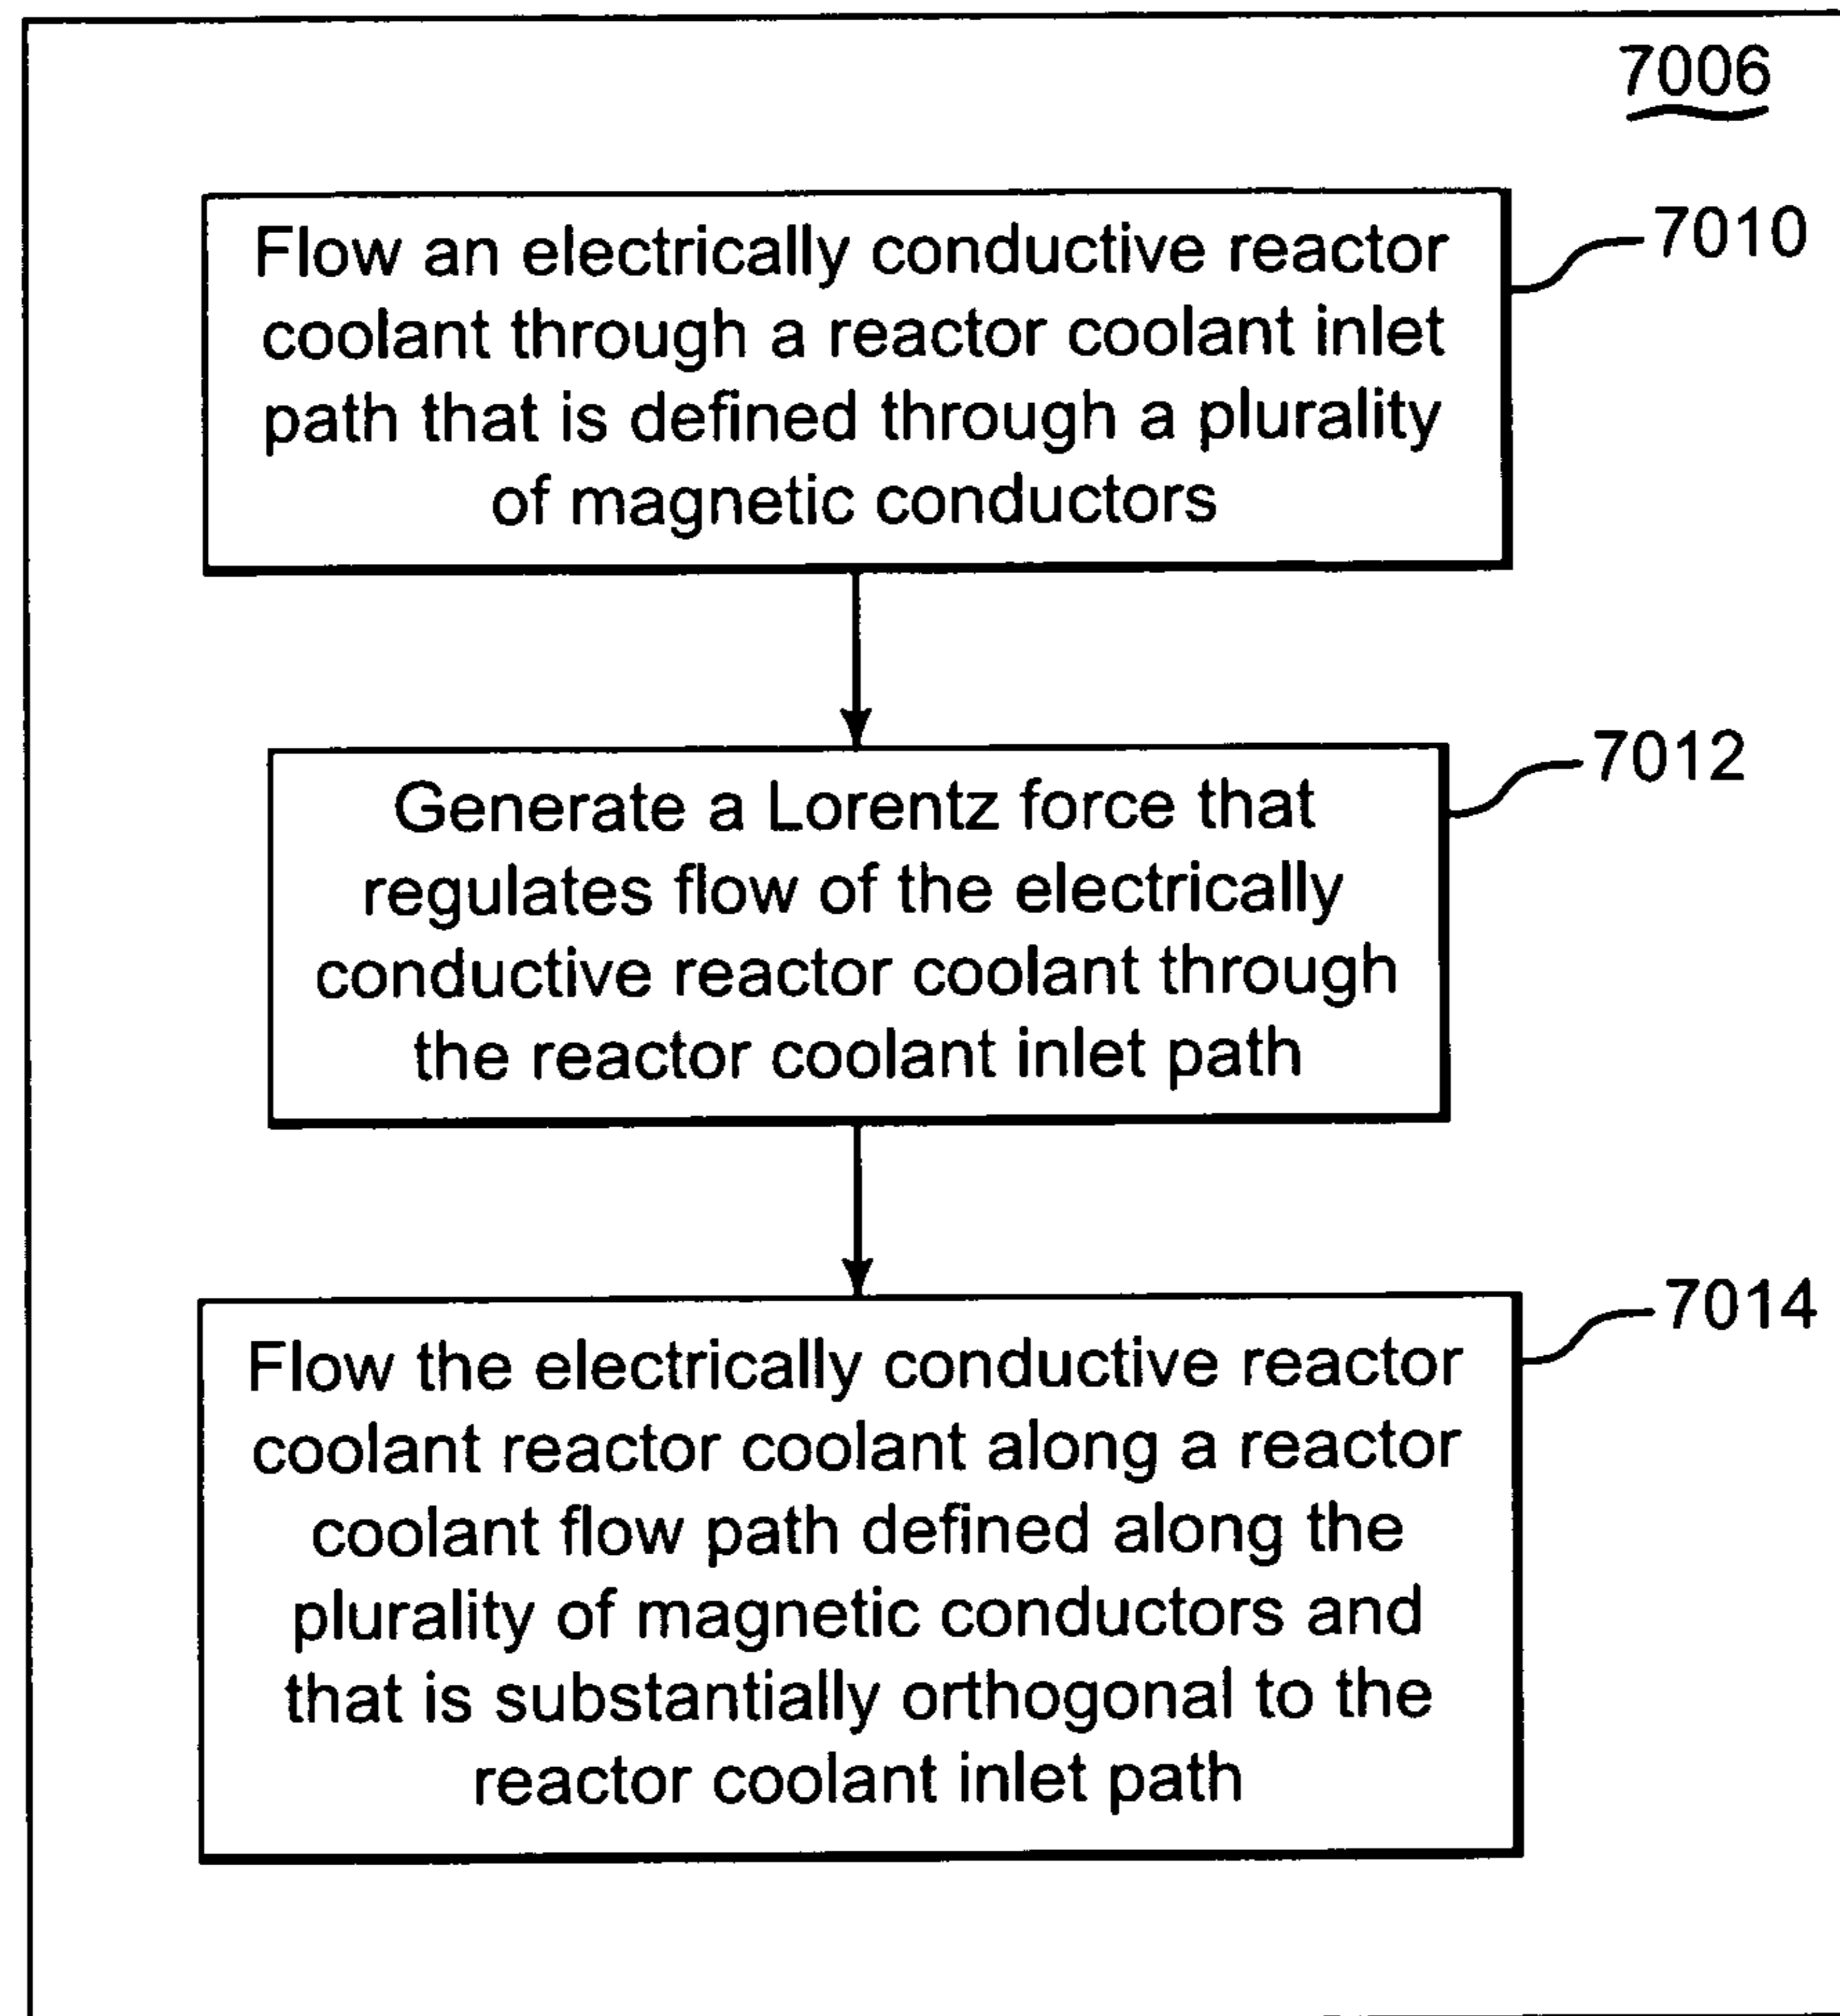 7006
Flow an electrically conductive reactor
coolant through a reactor coolant inlet
path that is defined through a plurality
of magnetic conductors
7010
Generate a Lorentz force that
regulates flow of the electrically
conductive reactor coolant through
the reactor coolant inlet path
7012
Flow the electrically conductive reactor
coolant reactor coolant along a reactor
coolant flow path defined along the
plurality of magnetic conductors and
that is substantially orthogonal to the
reactor coolant inlet path
7014